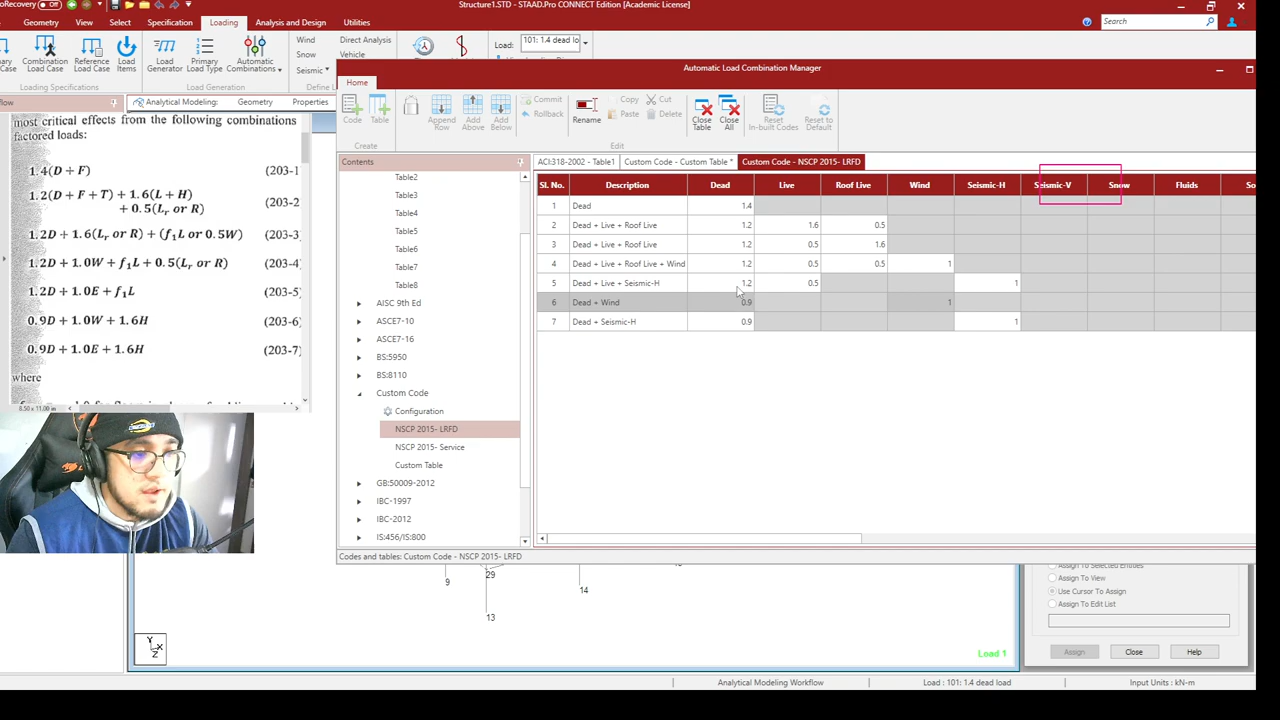 oRecovery Off Structure1.STD - STAAD.Pro CONNECT Edition [Academic License]
Geometry View Select Specification Loading Analysis and Design Utilities Search
Combination Load Case Reference Load Case Load Items Load Generator Primary Load Type Automatic Combinations Wind Snow Seismic Direct Analysis Vehicle Load: 101: 1.4 dead lo
Loading Specifications Load Generation
Automatic Load Combination Manager
Home
Code Table Append Row Add Above Add Below Commit Rollback Rename Copy Paste Cut Delete Close Table Close All Reset In-built Codes Reset to Default
Create Edit
flow Analytical Modeling: Geometry Properties
most critical effects from the following combinations
factored loads:
1.4(D + F) (203-1
1.2(D + F + T) + 1.6(L + H)
+ 0.5(Lr or R) (203-2
1.2D + 1.6(Lr or R) + (f1L or 0.5W) (203-3
1.2D + 1.0W + f1L + 0.5(Lr or R) (203-4
1.2D + 1.0E + f1L (203-5
0.9D + 1.0W + 1.6H (203-6
0.9D + 1.0E + 1.6H (203-7
where
8.50 x 11.00 in
Contents
Table2
Table3
Table4
Table5
Table6
Table7
Table8
AISC 9th Ed
ASCE7-10
ASCE7-16
BS:5950
BS:8110
Custom Code
Configuration
NSCP 2015- LRFD
NSCP 2015- Service
Custom Table
GB:50009-2012
IBC-1997
IBC-2012
IS:456/IS:800
ACI:318-2002 - Table1 Custom Code - Custom Table * Custom Code - NSCP 2015- LRFD
Sl. No. Description Dead Live Roof Live Wind Seismic-H Seismic-V Snow Fluids So
1 Dead 1.4
2 Dead + Live + Roof Live 1.2 1.6 0.5
3 Dead + Live + Roof Live 1.2 0.5 1.6
4 Dead + Live + Roof Live + Wind 1.2 0.5 0.5 1
5 Dead + Live + Seismic-H 1.2 0.5 1
6 Dead + Wind 0.9 1
7 Dead + Seismic-H 0.9 1
Codes and tables: Custom Code - NSCP 2015- LRFD
9 29 14
13
Y X Z
Load 1
Assign To Selected Entities
Assign To View
Use Cursor To Assign
Assign To Edit List
Assign Close Help
Analytical Modeling Workflow Load : 101: 1.4 dead load Input Units : kN-m